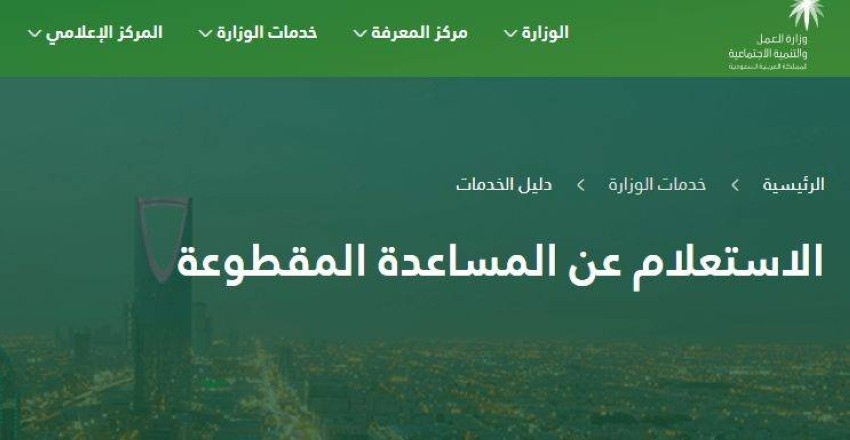 وزارة العمل
والتنمية الاجتماعية
المملكة العربية السعودية
الوزارة مركز المعرفة خدمات الوزارة المركز الإعلامي
الرئيسية > خدمات الوزارة > دليل الخدمات
الاستعلام عن المساعدة المقطوعة